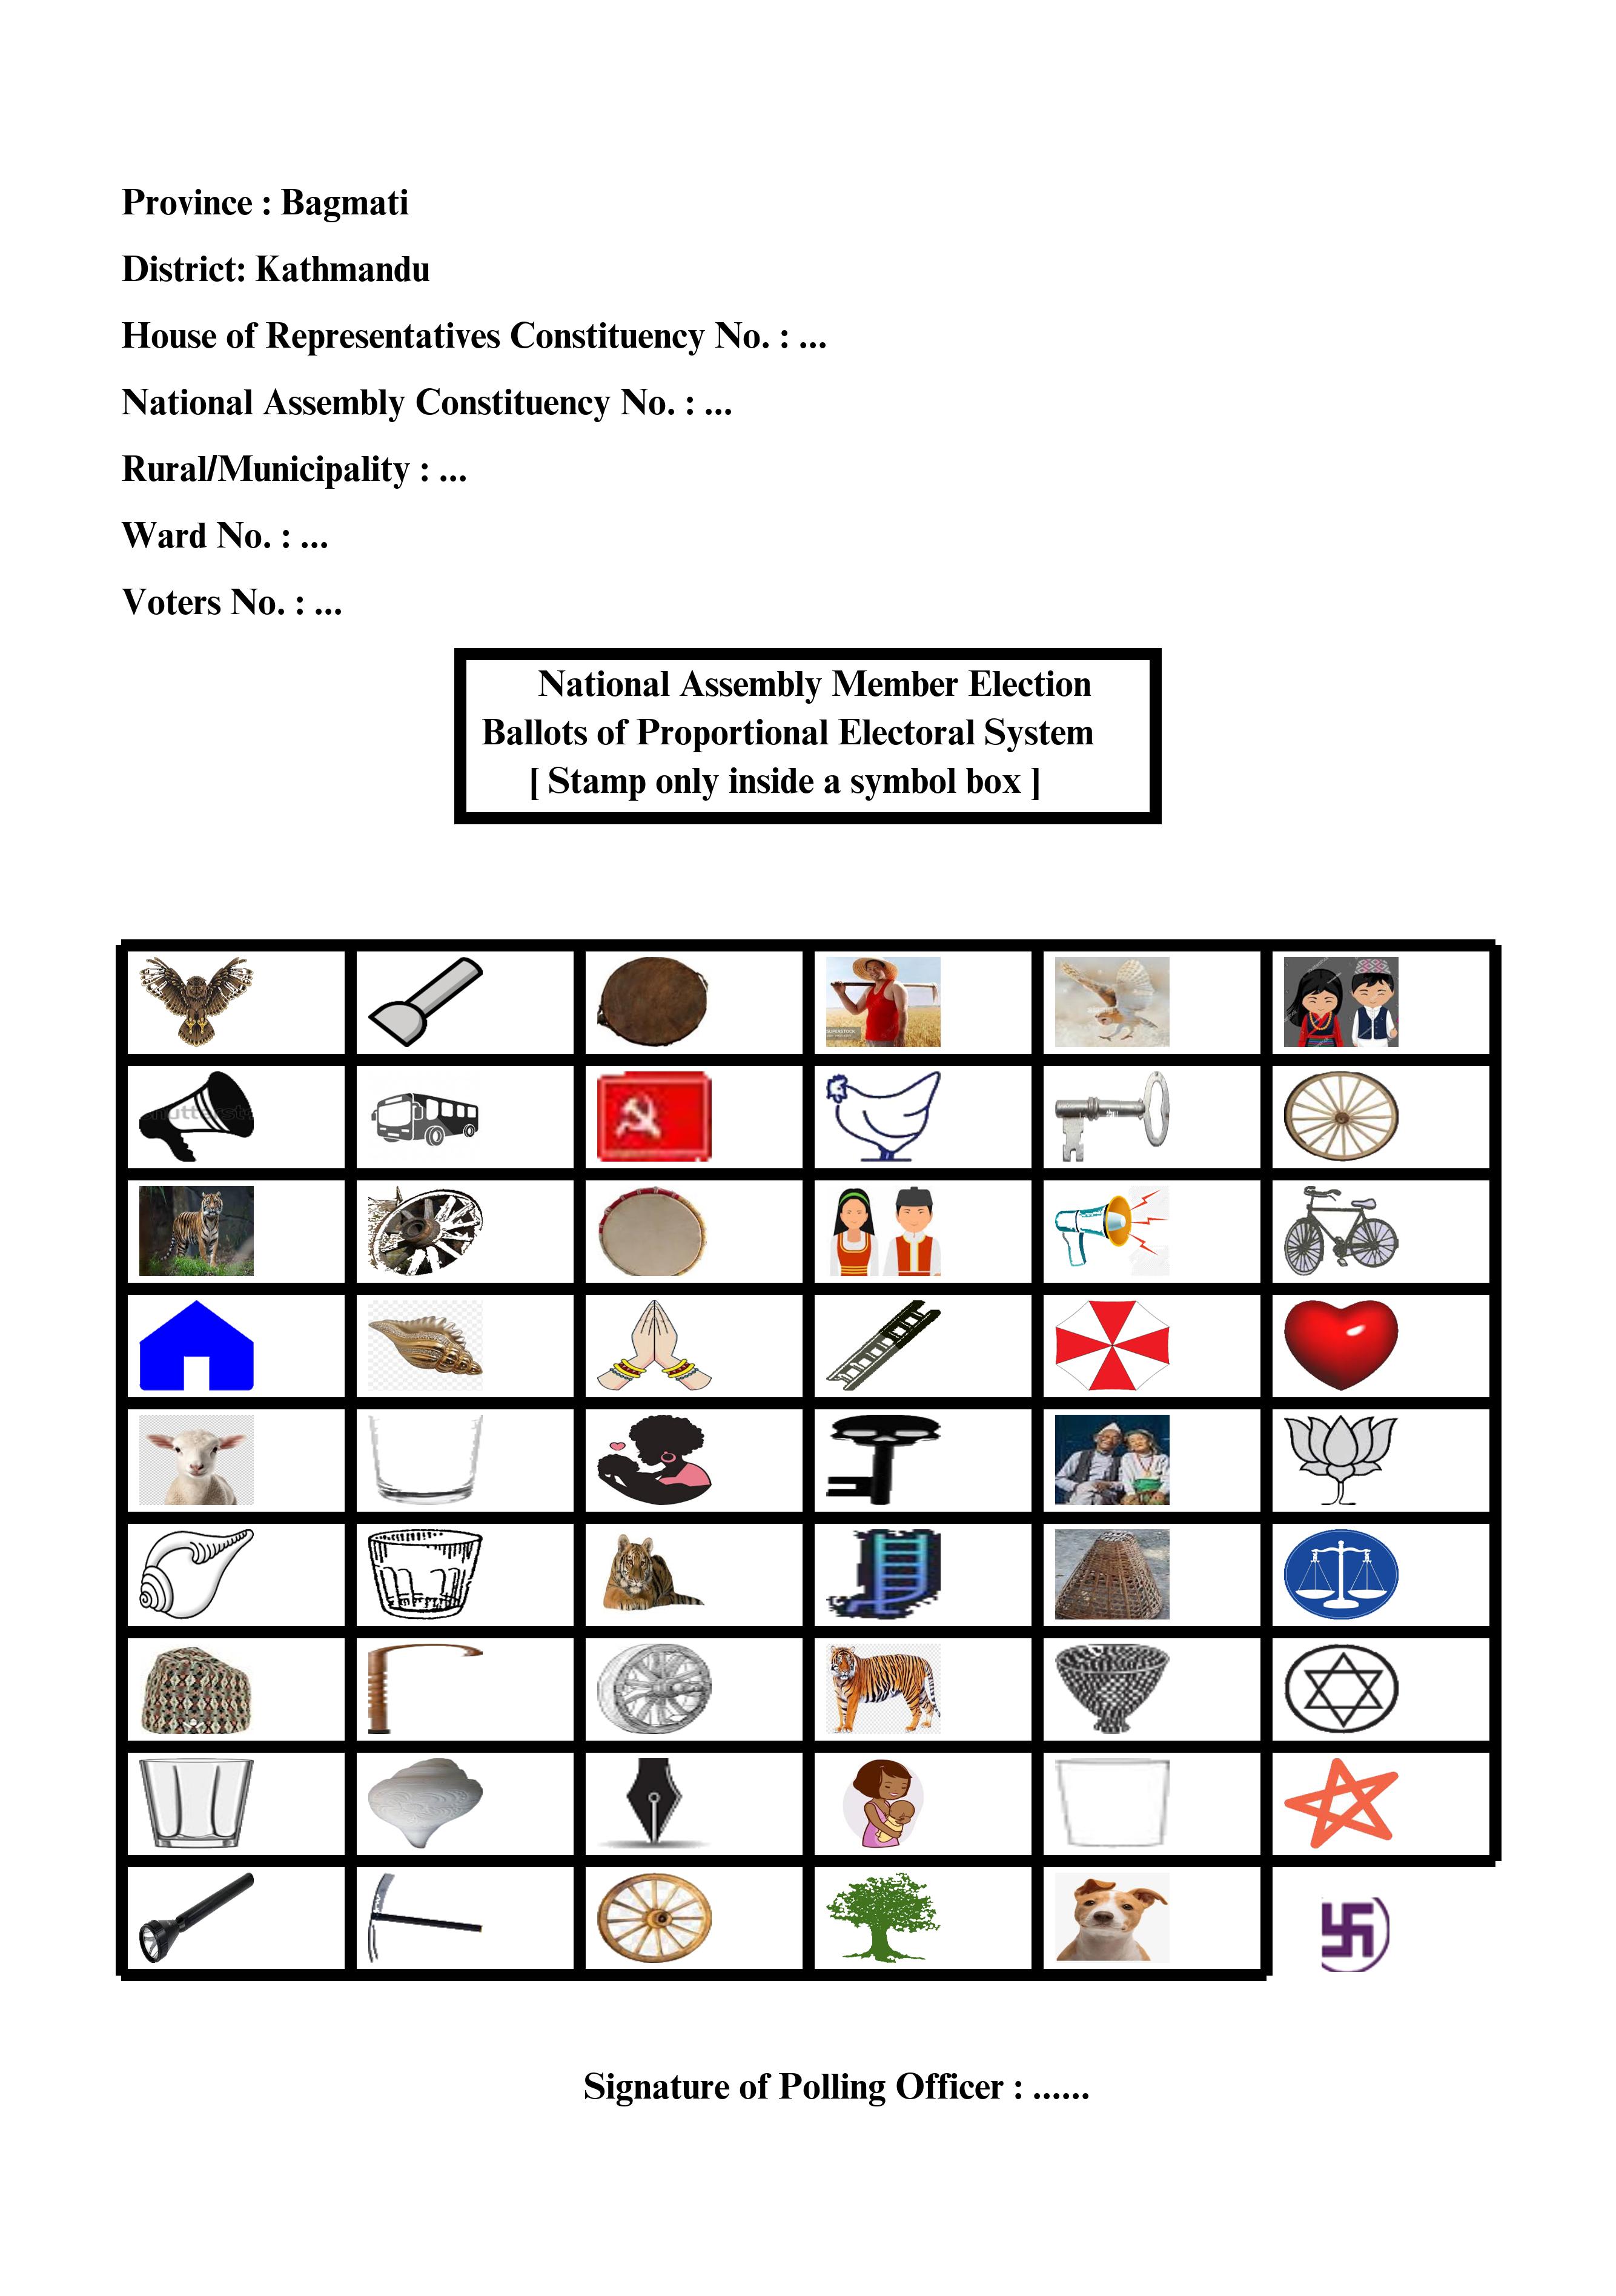 Province : Bagmati
District: Kathmandu
House of Representatives Constituency No. : ...
National Assembly Constituency No. : ...
Rural/Municipality : ...
Ward No. : ...
Voters No. : ...
National Assembly Member Election
Ballots of Proportional Electoral System
[ Stamp only inside a symbol box ]
Signature of Polling Officer : ......